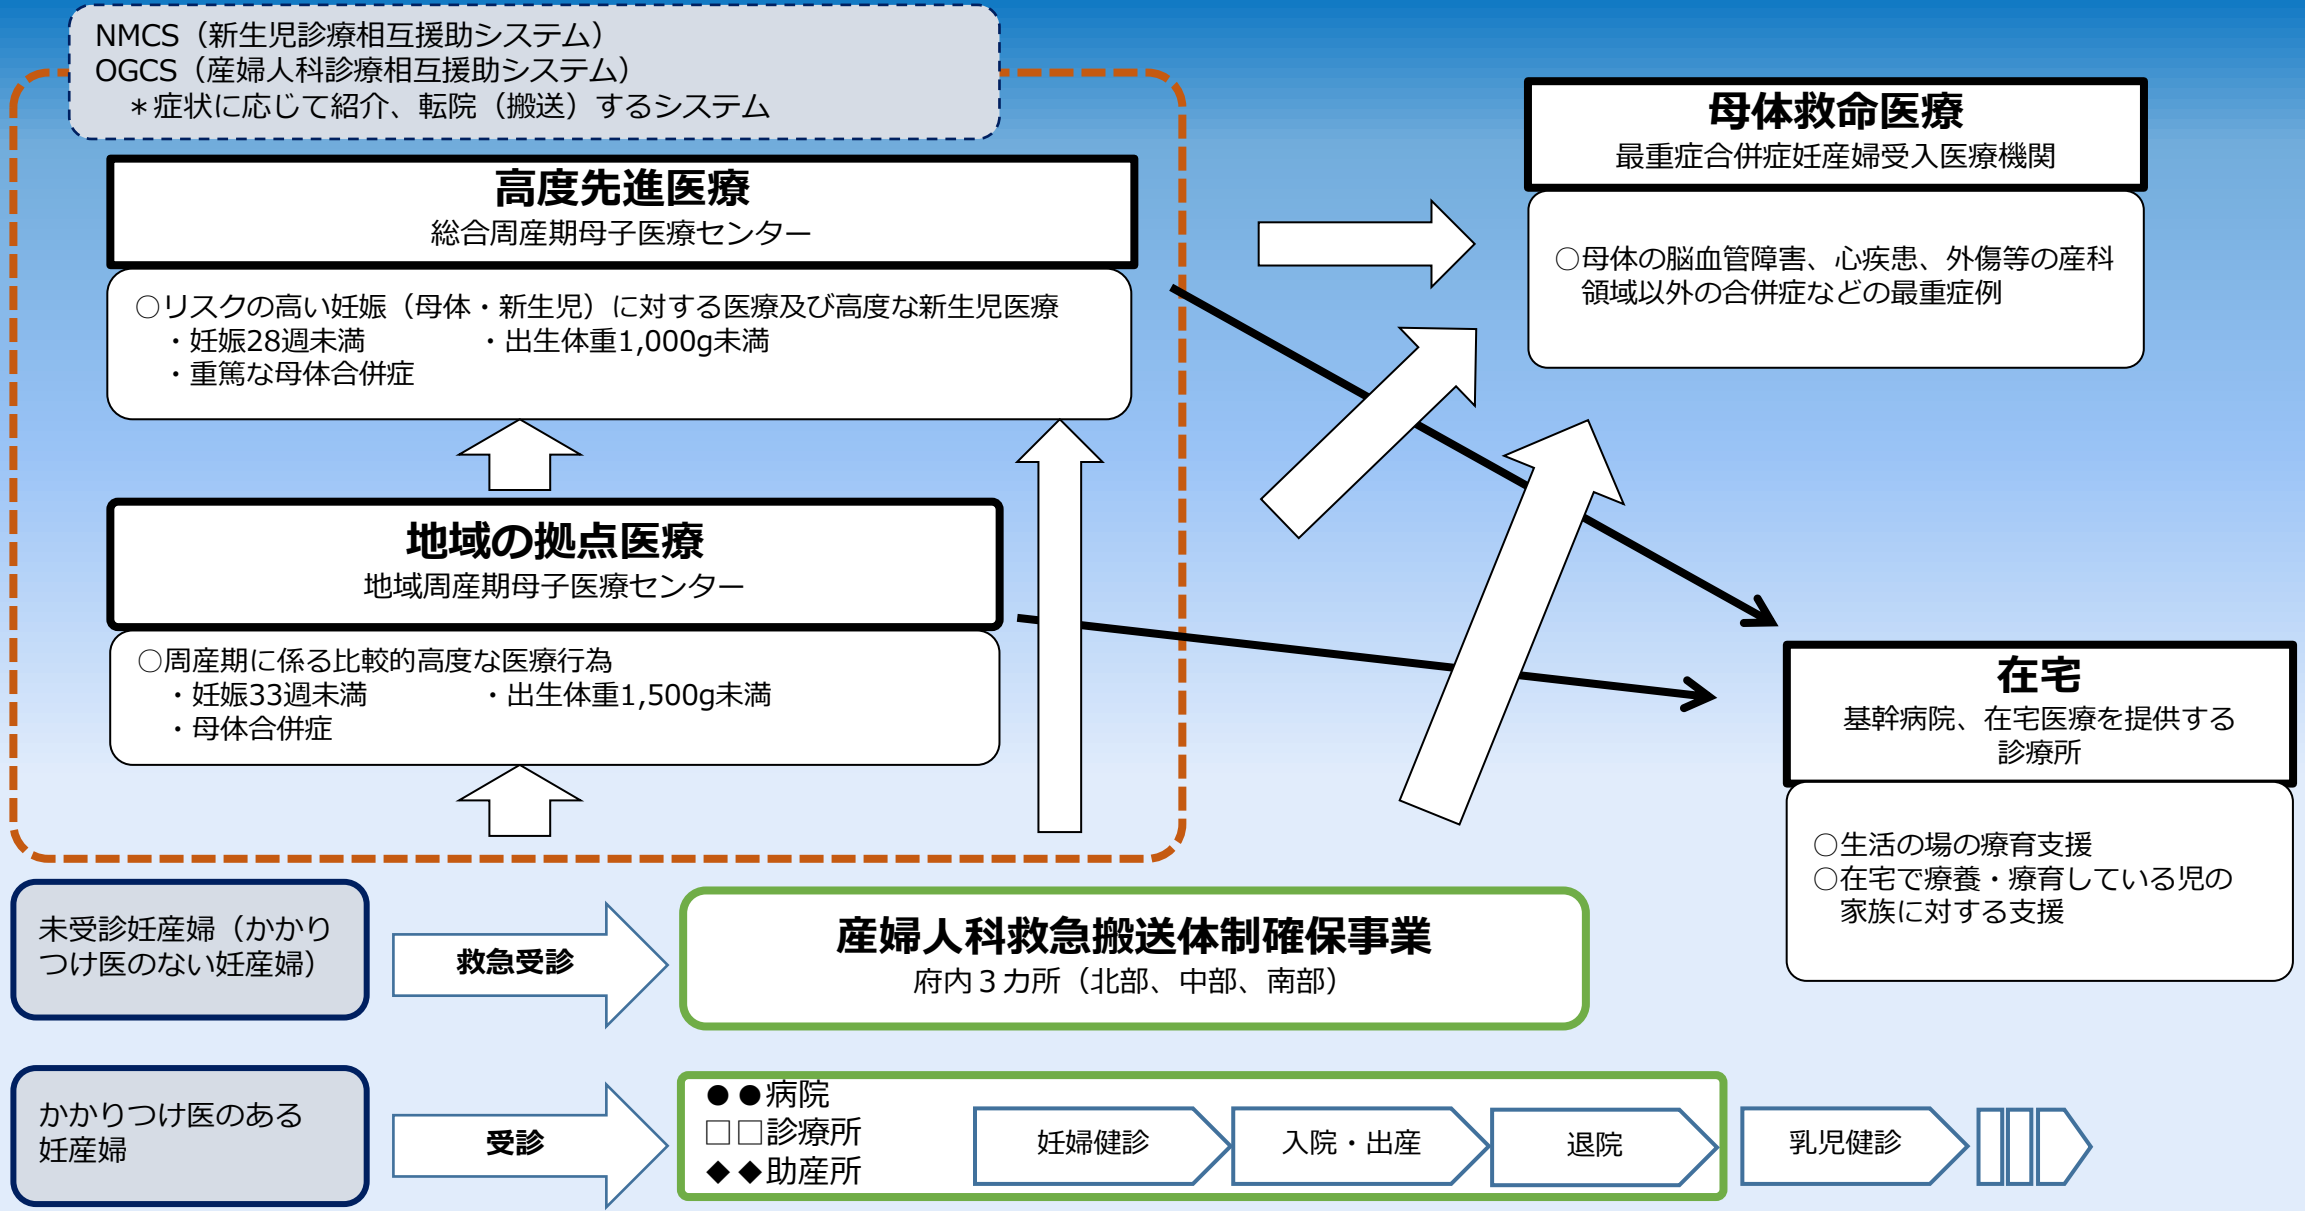 NMCS（新生児診療相互援助システム）
OGCS（産婦人科診療相互援助システム）
＊症状に応じて紹介、転院（搬送）するシステム
高度先進医療
総合周産期母子医療センター
○リスクの高い妊娠（母体・新生児）に対する医療及び高度な新生児医療
・妊娠28週未満　　　　・出生体重1,000g未満
・重篤な母体合併症
地域の拠点医療
地域周産期母子医療センター
○周産期に係る比較的高度な医療行為
・妊娠33週未満　　　　・出生体重1,500g未満
・母体合併症
母体救命医療
最重症合併症妊産婦受入医療機関
○母体の脳血管障害、心疾患、外傷等の産科
領域以外の合併症などの最重症例
在宅
基幹病院、在宅医療を提供する
診療所
○生活の場の療育支援
○在宅で療養・療育している児の
家族に対する支援
未受診妊産婦（かかり
つけ医のない妊産婦）
救急受診
産婦人科救急搬送体制確保事業
府内３カ所（北部、中部、南部）
かかりつけ医のある
妊産婦
受診
●●病院
□□診療所
◆◆助産所
妊婦健診
入院・出産
退院
乳児健診